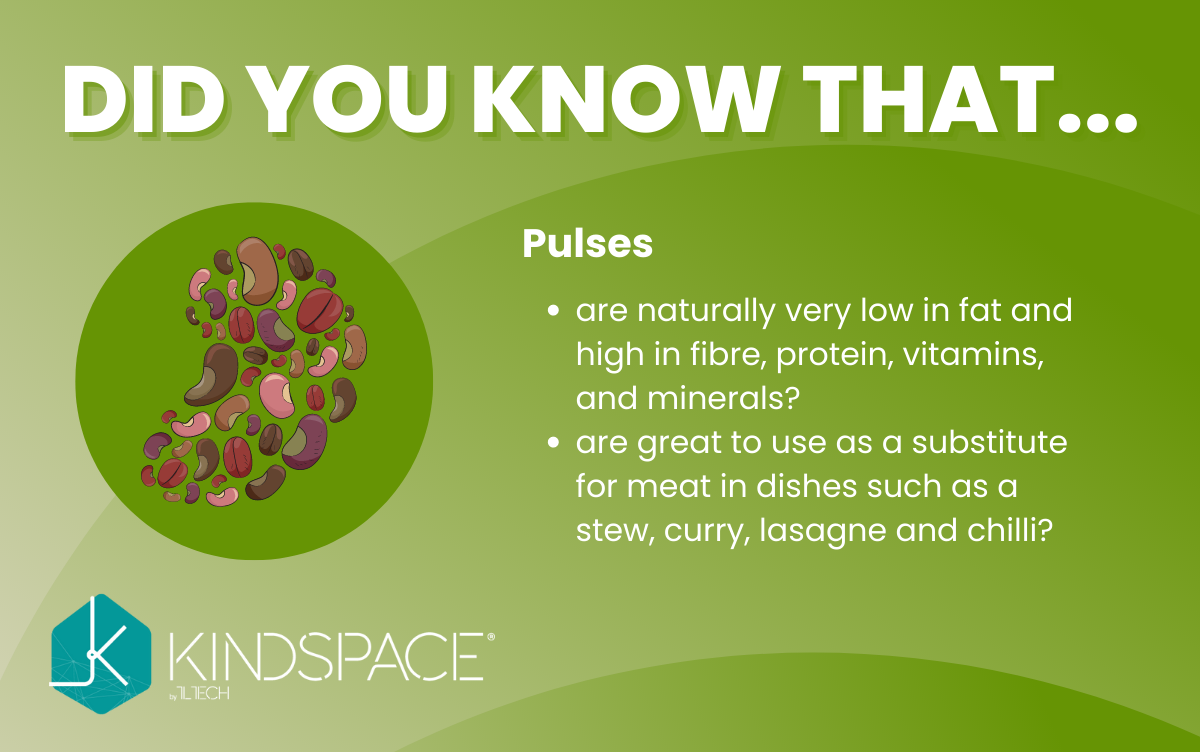 DID YOU KNOW THAT...
Pulses
• are naturally very low in fat and
high in fibre, protein, vitamins,
and minerals?
• are great to use as a substitute
for meat in dishes such as a
stew, curry, lasagne and chilli?
KINDSPACE®
by TLTECH